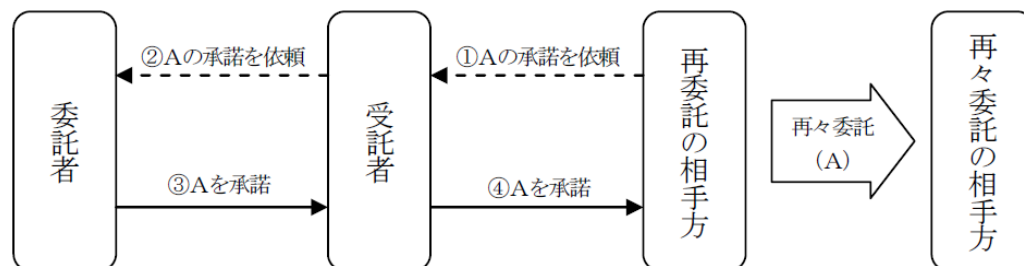 委託者
②Aの承諾を依頼
③Aを承諾
受託者
①Aの承諾を依頼
④Aを承諾
再委託の相手方
再々委託
(A)
再々委託の相手方